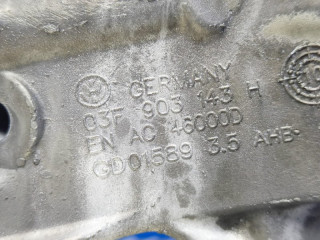 GERMANY
03F 903 143 H
EN AC 46000D
GD01589 3.5 AHB